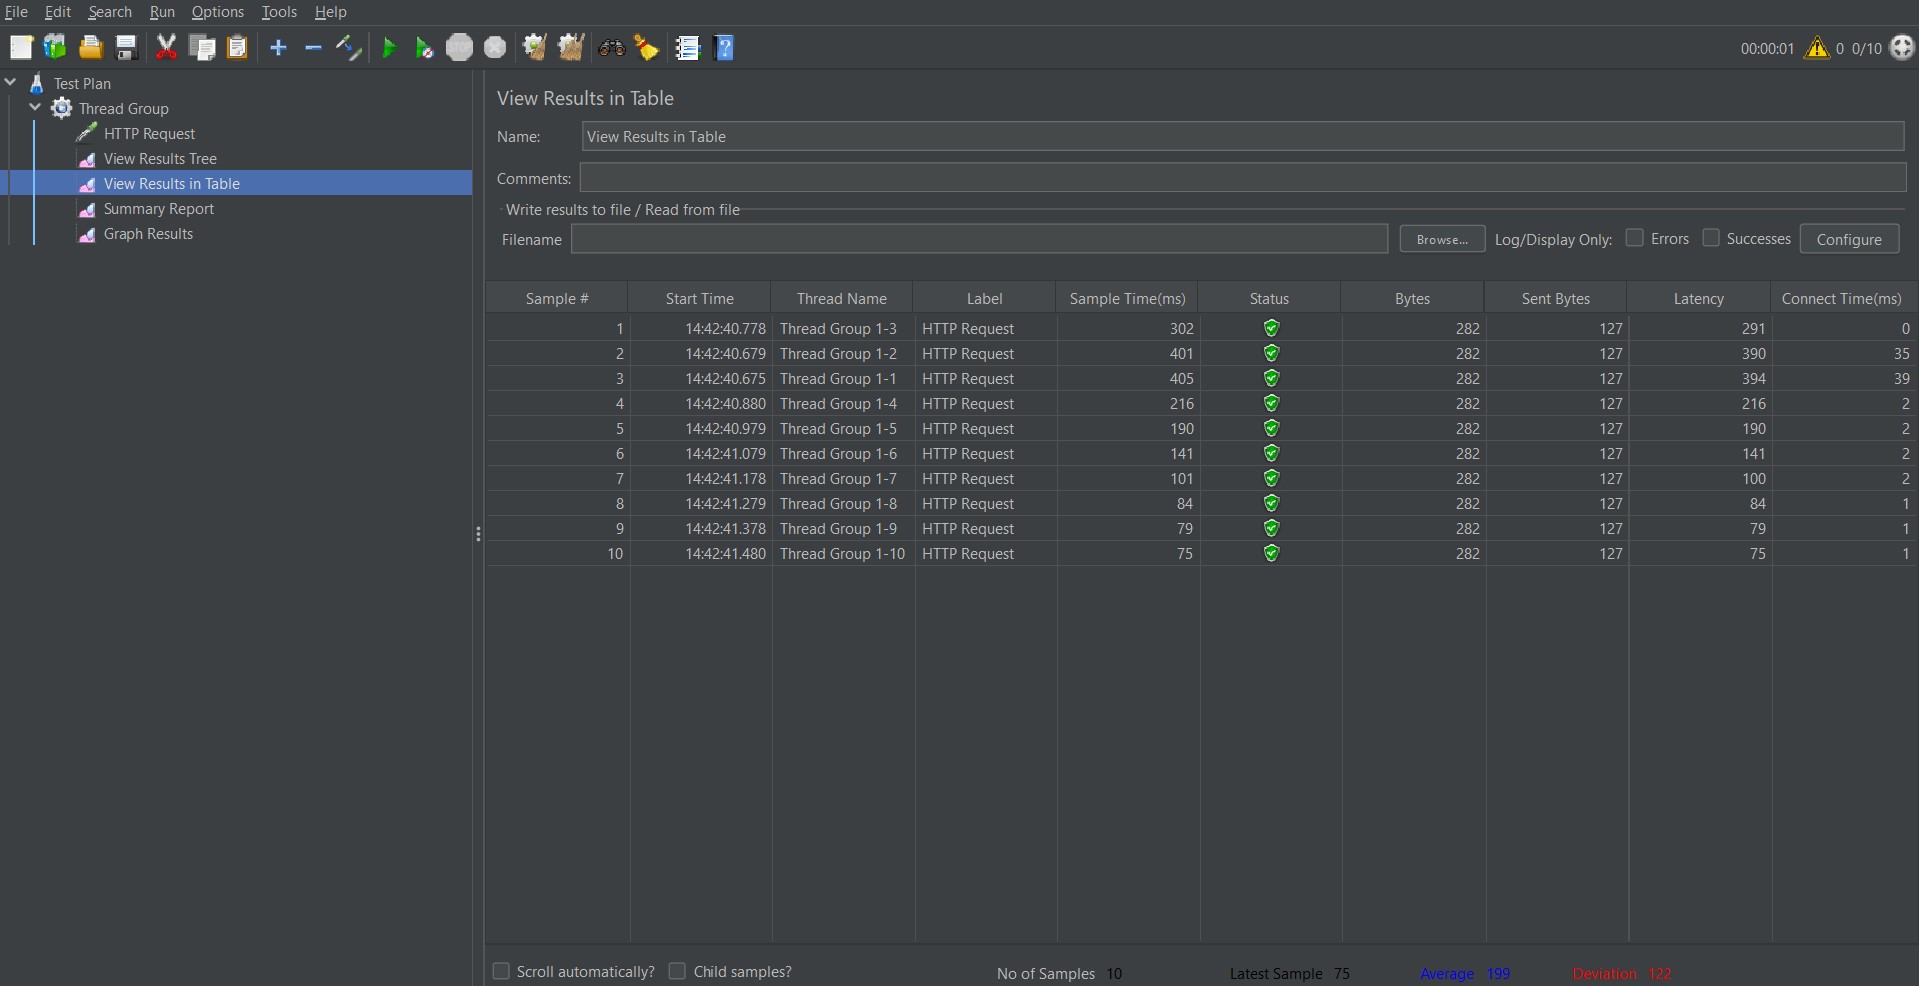 File Edit Search Run Options Tools Help
STOP
00:00:01 0 0/10
Test Plan
Thread Group
HTTP Request
View Results Tree
View Results in Table
Summary Report
Graph Results
View Results in Table
Name: View Results in Table
Comments:
Write results to file / Read from file
Filename Browse... Log/Display Only: Errors Successes Configure
Sample # Start Time Thread Name Label Sample Time(ms) Status Bytes Sent Bytes Latency Connect Time(ms)
1 14:42:40.778 Thread Group 1-3 HTTP Request 302 282 127 291 0
2 14:42:40.679 Thread Group 1-2 HTTP Request 401 282 127 390 35
3 14:42:40.675 Thread Group 1-1 HTTP Request 405 282 127 394 39
4 14:42:40.880 Thread Group 1-4 HTTP Request 216 282 127 216 2
5 14:42:40.979 Thread Group 1-5 HTTP Request 190 282 127 190 2
6 14:42:41.079 Thread Group 1-6 HTTP Request 141 282 127 141 2
7 14:42:41.178 Thread Group 1-7 HTTP Request 101 282 127 100 2
8 14:42:41.279 Thread Group 1-8 HTTP Request 84 282 127 84 1
9 14:42:41.378 Thread Group 1-9 HTTP Request 79 282 127 79 1
10 14:42:41.480 Thread Group 1-10 HTTP Request 75 282 127 75 1
Scroll automatically? Child samples? No of Samples 10 Latest Sample 75 Average 199 Deviation 122